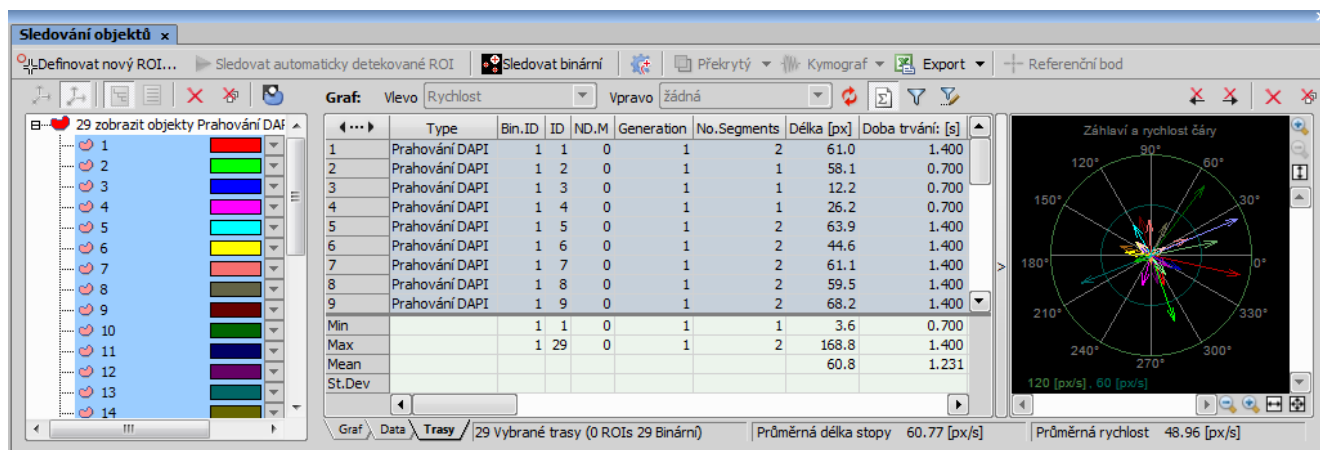 Sledování objektů x
Definovat nový ROI... Sledovat automaticky detekované ROI Sledovat binární Překrytý Kymograf Export Referenční bod
Graf: Vlevo Rychlost Vpravo žádná
29 zobrazit objekty Prahování DAF
1
2
3
4
5
6
7
8
9
10
11
12
13
14
Type Bin.ID ID ND.M Generation No.Segments Délka [px] Doba trvání: [s]
1 Prahování DAPI 1 1 0 1 2 61.0 1.400
2 Prahování DAPI 1 2 0 1 1 58.1 0.700
3 Prahování DAPI 1 3 0 1 1 12.2 0.700
4 Prahování DAPI 1 4 0 1 1 26.2 0.700
5 Prahování DAPI 1 5 0 1 2 63.9 1.400
6 Prahování DAPI 1 6 0 1 2 44.6 1.400
7 Prahování DAPI 1 7 0 1 2 61.1 1.400
8 Prahování DAPI 1 8 0 1 2 59.5 1.400
9 Prahování DAPI 1 9 0 1 2 68.2 1.400
Min 1 1 0 1 1 3.6 0.700
Max 1 29 0 1 2 168.8 1.400
Mean 60.8 1.231
St.Dev
Záhlaví a rychlost čáry
90°
120° 60°
150° 30°
180° 0°
210° 330°
240° 300°
270°
120 [px/s] , 60 [px/s]
Graf Data Trasy 29 Vybrané trasy (0 ROIs 29 Binární) Průměrná délka stopy 60.77 [px/s] Průměrná rychlost 48.96 [px/s]